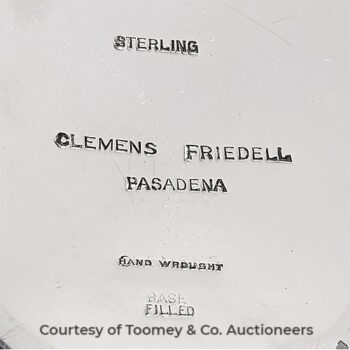 STERLING
CLEMENS FRIEDELL
PASADENA
HAND WROUGHT
BASE
FILLED
Courtesy of Toomey & Co. Auctioneers